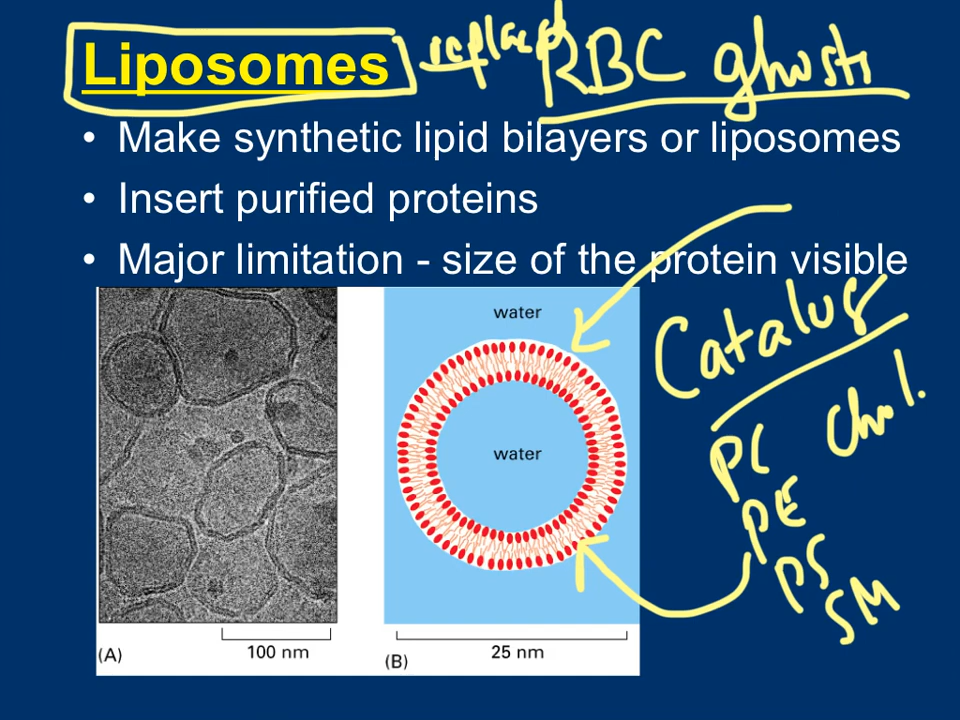 Liposomes replaced RBC ghosts
• Make synthetic lipid bilayers or liposomes
• Insert purified proteins
• Major limitation - size of the protein visible
water
water
Catalog
PC Chol.
PE
PS
SM
(A) 100 nm
(B) 25 nm